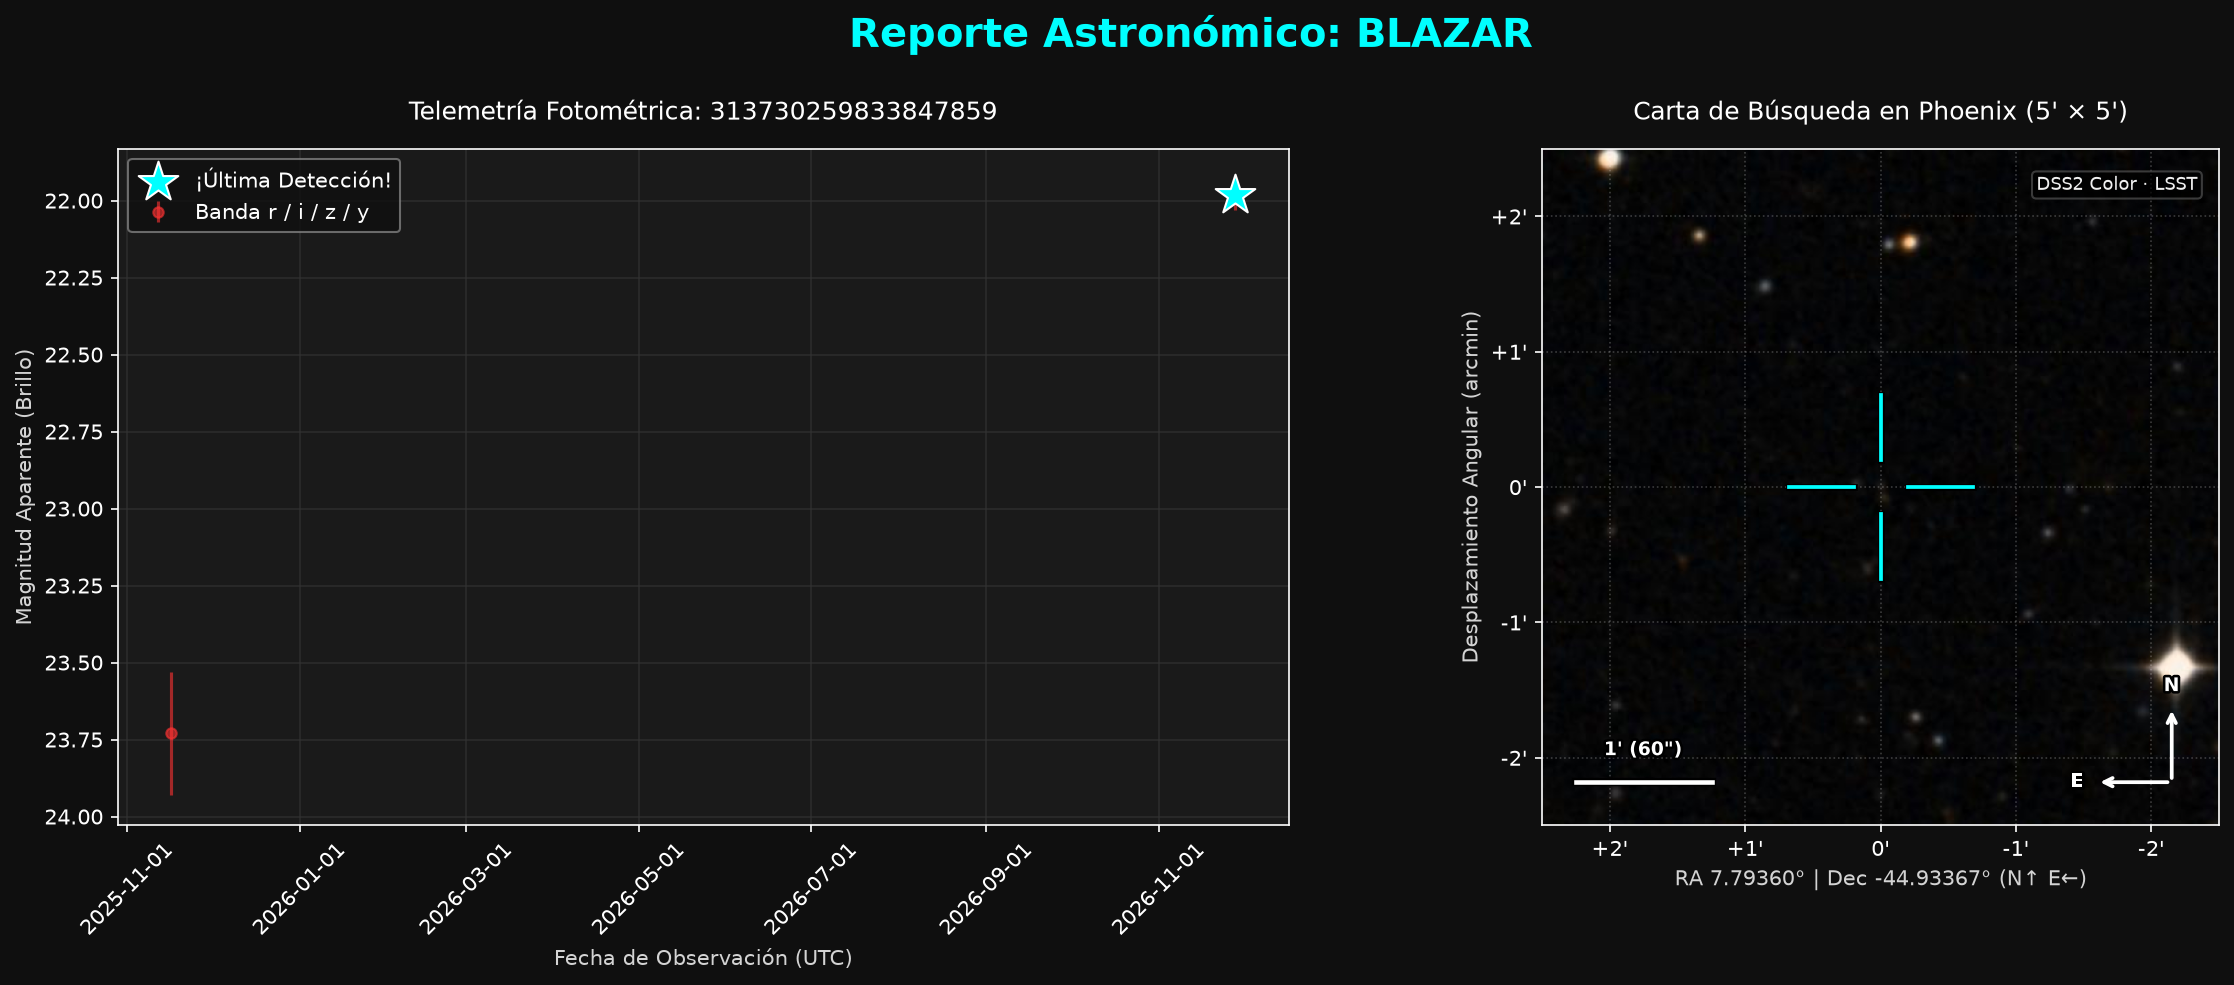 Reporte Astronómico: BLAZAR
Telemetría Fotométrica: 313730259833847859
¡Última Detección!
Banda r / i / z / y
Magnitud Aparente (Brillo)
22.00
22.25
22.50
22.75
23.00
23.25
23.50
23.75
24.00
2025-11-01
2026-01-01
2026-03-01
2026-05-01
2026-07-01
2026-09-01
2026-11-01
Fecha de Observación (UTC)
Carta de Búsqueda en Phoenix (5' × 5')
DSS2 Color · LSST
Desplazamiento Angular (arcmin)
+2'
+1'
0'
-1'
-2'
N
E
1' (60")
+2'
+1'
0'
-1'
-2'
RA 7.79360° | Dec -44.93367° (N↑ E←)